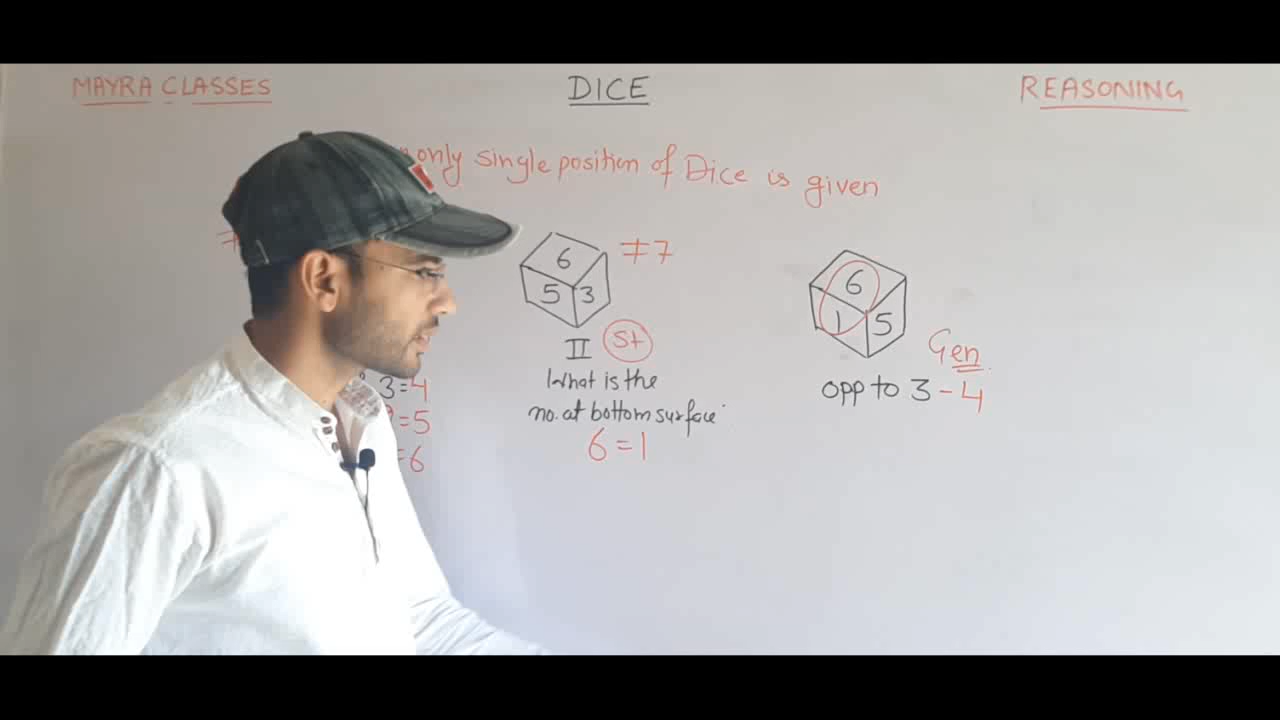 MAYRA CLASSES
DICE
REASONING
only single position of Dice is given
6
5 3
≠7
II St
What is the
no. at bottom surface
6=1
3=4
=5
=6
6
1 5
Gen
opp to 3-4